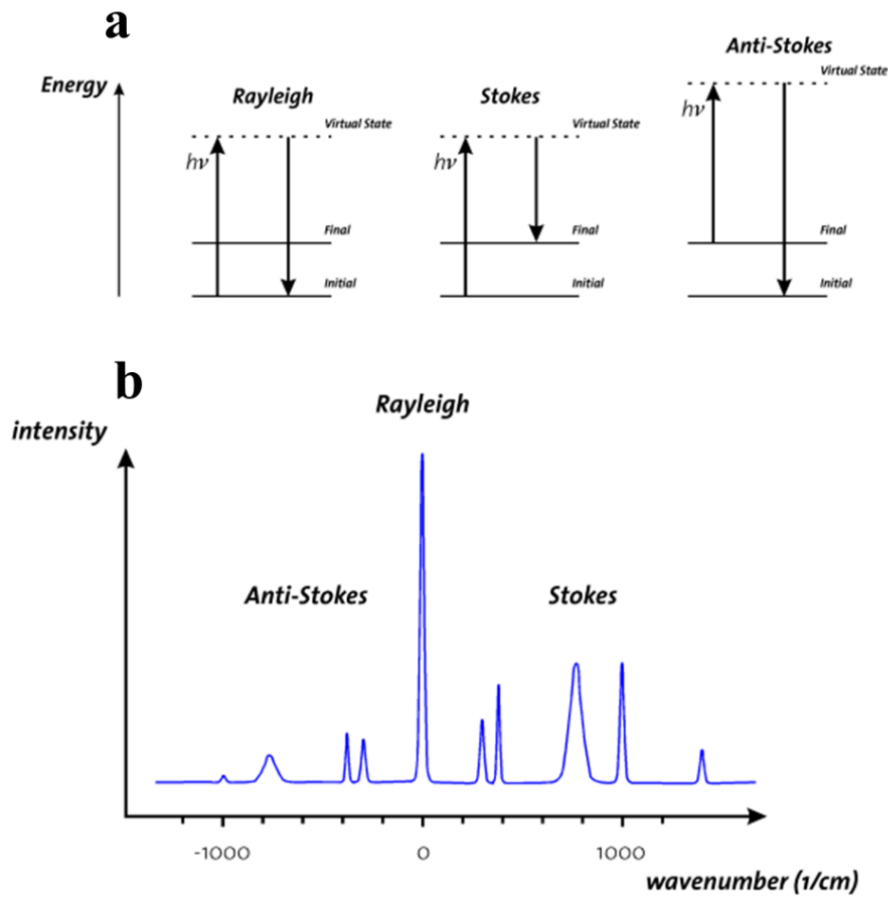 a
Anti-Stokes
Energy
Rayleigh
Stokes
Virtual State
Virtual State
Virtual State
hν
hν
hν
Final
Final
Final
Initial
Initial
Initial
b
Rayleigh
intensity
Anti-Stokes
Stokes
-1000
0
1000
wavenumber (1/cm)